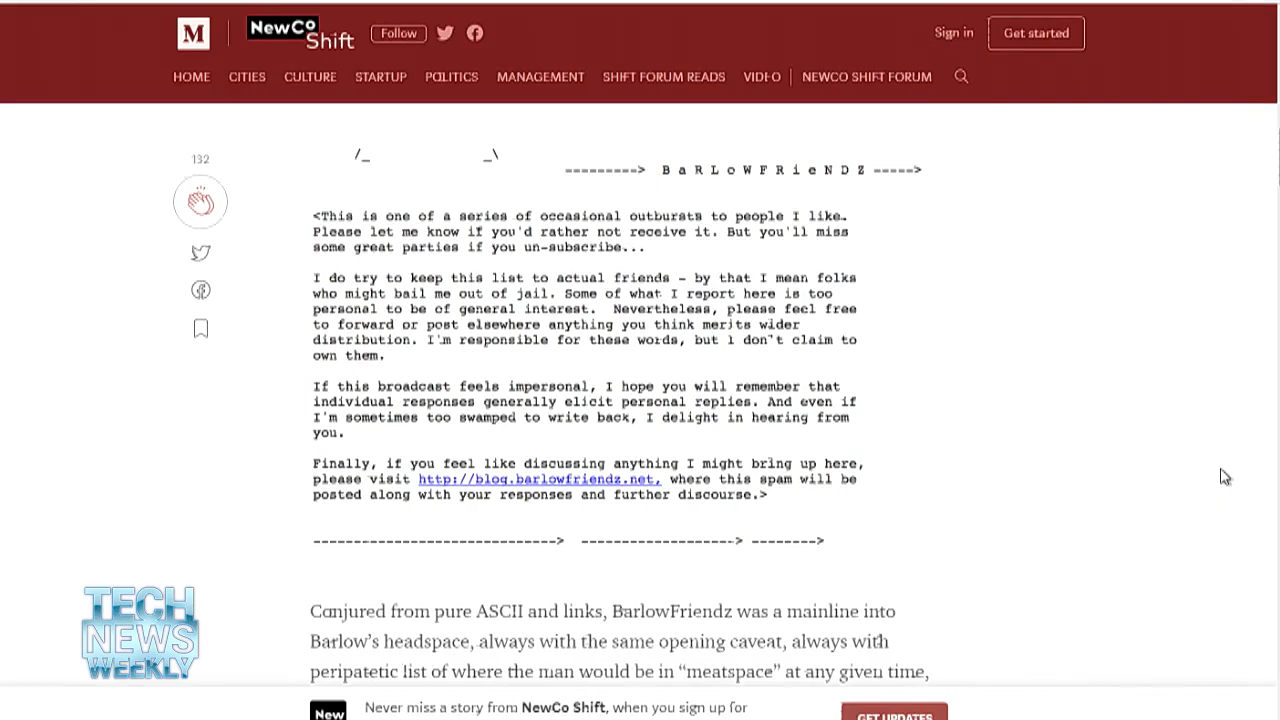 M NewCo Shift Follow Sign in Get started
HOME CITIES CULTURE STARTUP POLITICS MANAGEMENT SHIFT FORUM READS VIDEO NEWCO SHIFT FORUM
132
/_ _\
---------> B a R L o W F R i e N D Z ----->
<This is one of a series of occasional outbursts to people I like.
Please let me know if you'd rather not receive it. But you'll miss
some great parties if you un-subscribe...
I do try to keep this list to actual friends - by that I mean folks
who might bail me out of jail. Some of what I report here is too
personal to be of general interest. Nevertheless, please feel free
to forward or post elsewhere anything you think merits wider
distribution. I'm responsible for these words, but I don't claim to
own them.
If this broadcast feels impersonal, I hope you will remember that
individual responses generally elicit personal replies. And even if
I'm sometimes too swamped to write back, I delight in hearing from
you.
Finally, if you feel like discussing anything I might bring up here,
please visit http://blog.barlowfriendz.net, where this spam will be
posted along with your responses and further discourse.>
------------------------------> -------------------> -------->
Conjured from pure ASCII and links, BarlowFriendz was a mainline into
Barlow's headspace, always with the same opening caveat, always with
peripatetic list of where the man would be in “meatspace” at any given time,
TECH
NEWS
WEEKLY
New Never miss a story from NewCo Shift, when you sign up for GET UPDATES